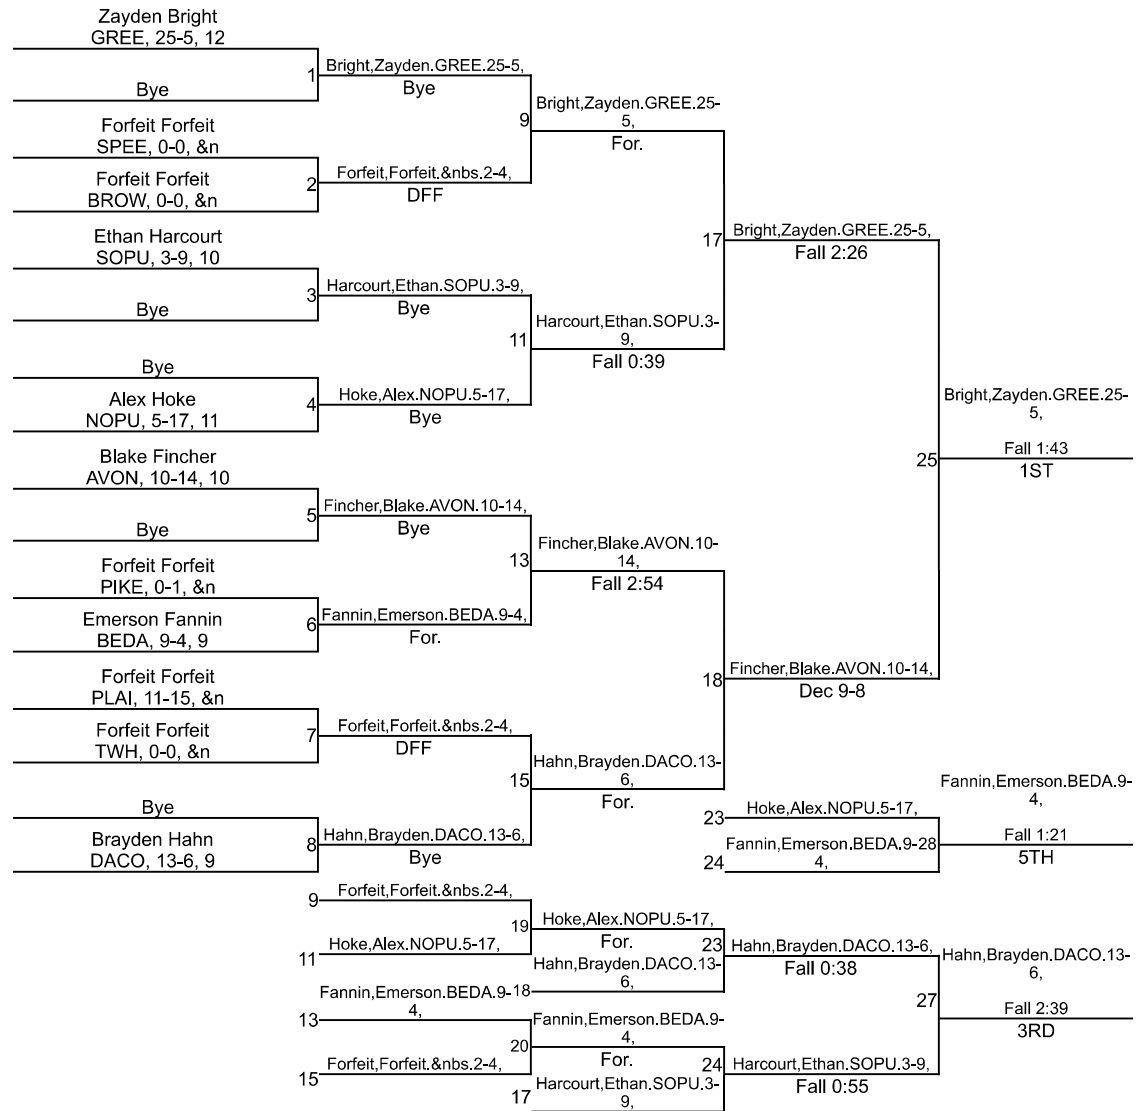 Zayden Bright
GREE, 25-5, 12
1
Bye
Bright,Zayden.GREE.25-5,
Bye
9
Bright,Zayden.GREE.25-
5,
For.
Forfeit Forfeit
SPEE, 0-0, &n
2
Forfeit Forfeit
BROW, 0-0, &n
Forfeit,Forfeit.&nbs.2-4,
DFF
17
Bright,Zayden.GREE.25-5,
Fall 2:26
Ethan Harcourt
SOPU, 3-9, 10
3
Bye
Harcourt,Ethan.SOPU.3-9,
Bye
11
Harcourt,Ethan.SOPU.3-
9,
Fall 0:39
Bye
4
Alex Hoke
NOPU, 5-17, 11
Hoke,Alex.NOPU.5-17,
Bye
25
Bright,Zayden.GREE.25-
5,
Fall 1:43
1ST
Blake Fincher
AVON, 10-14, 10
5
Bye
Fincher,Blake.AVON.10-14,
Bye
13
Fincher,Blake.AVON.10-
14,
Fall 2:54
Forfeit Forfeit
PIKE, 0-1, &n
6
Emerson Fannin
BEDA, 9-4, 9
Fannin,Emerson.BEDA.9-4,
For.
18
Fincher,Blake.AVON.10-14,
Dec 9-8
Forfeit Forfeit
PLAI, 11-15, &n
7
Forfeit Forfeit
TWH, 0-0, &n
Forfeit,Forfeit.&nbs.2-4,
DFF
15
Hahn,Brayden.DACO.13-
6,
For.
Bye
8
Brayden Hahn
DACO, 13-6, 9
Hahn,Brayden.DACO.13-6,
Bye
23
Hoke,Alex.NOPU.5-17,
24
Fannin,Emerson.BEDA.9-28
4,
Fannin,Emerson.BEDA.9-
4,
Fall 1:21
5TH
9
Forfeit,Forfeit.&nbs.2-4,
11
Hoke,Alex.NOPU.5-17,
19
Hoke,Alex.NOPU.5-17,
For.
18
Hahn,Brayden.DACO.13-
6,
23
Hahn,Brayden.DACO.13-6,
Fall 0:38
13
Fannin,Emerson.BEDA.9-
4,
15
Forfeit,Forfeit.&nbs.2-4,
20
Fannin,Emerson.BEDA.9-
4,
For.
17
Harcourt,Ethan.SOPU.3-
9,
24
Harcourt,Ethan.SOPU.3-9,
Fall 0:55
27
Hahn,Brayden.DACO.13-
6,
Fall 2:39
3RD